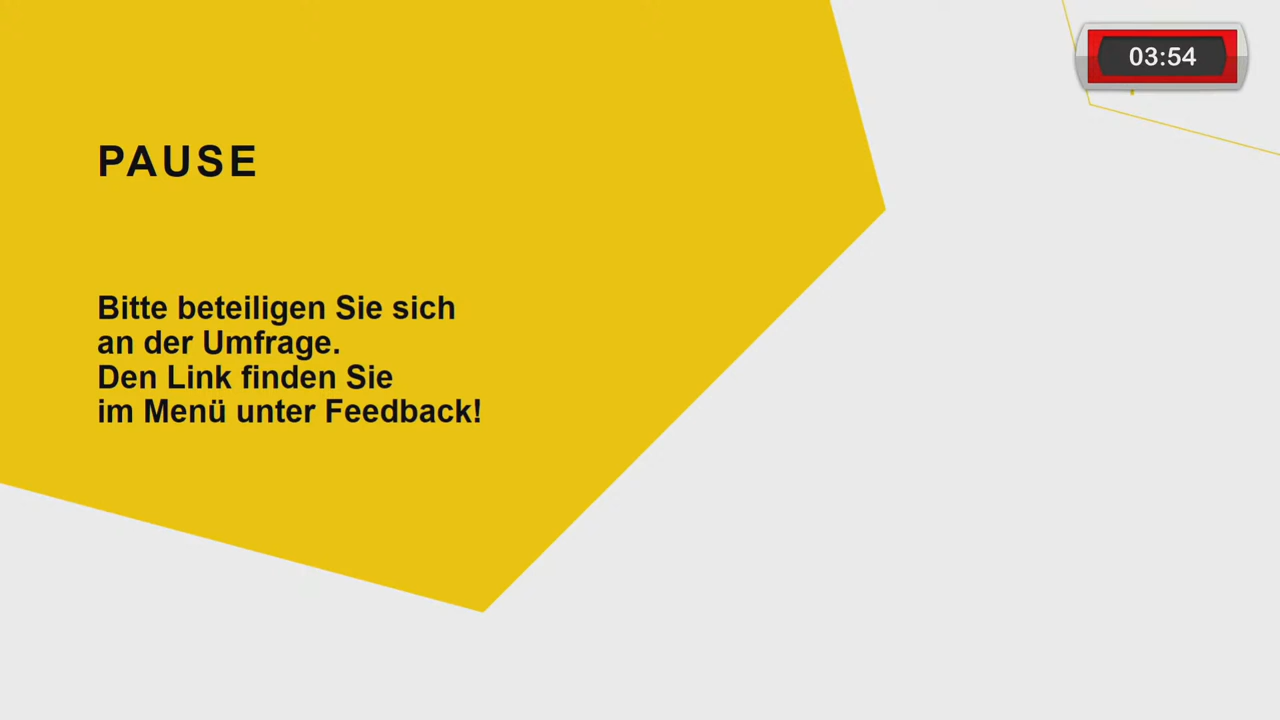 03:54
PAUSE
Bitte beteiligen Sie sich
an der Umfrage.
Den Link finden Sie
im Menü unter Feedback!